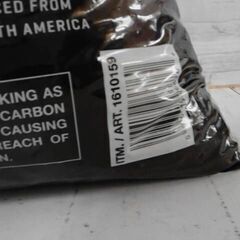 CED FROM
TH AMERICA
KING AS
CARBON
CAUSING
REACH OF
N.
ITM. / ART. 1610159